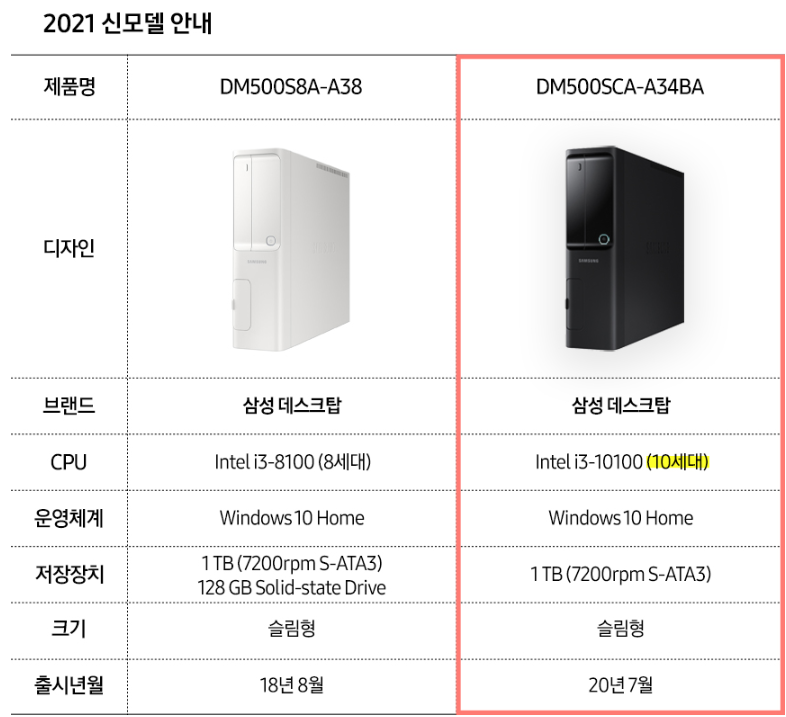 2021 신모델 안내
제품명 DM500S8A-A38 DM500SCA-A34BA
디자인
SAMSUNG SAMSUNG
브랜드 삼성 데스크탑 삼성 데스크탑
CPU Intel i3-8100 (8세대) Intel i3-10100 (10세대)
운영체계 Windows 10 Home Windows 10 Home
저장장치 1 TB (7200rpm S-ATA3) 1 TB (7200rpm S-ATA3)
128 GB Solid-state Drive
크기 슬림형 슬림형
출시년월 18년 8월 20년 7월